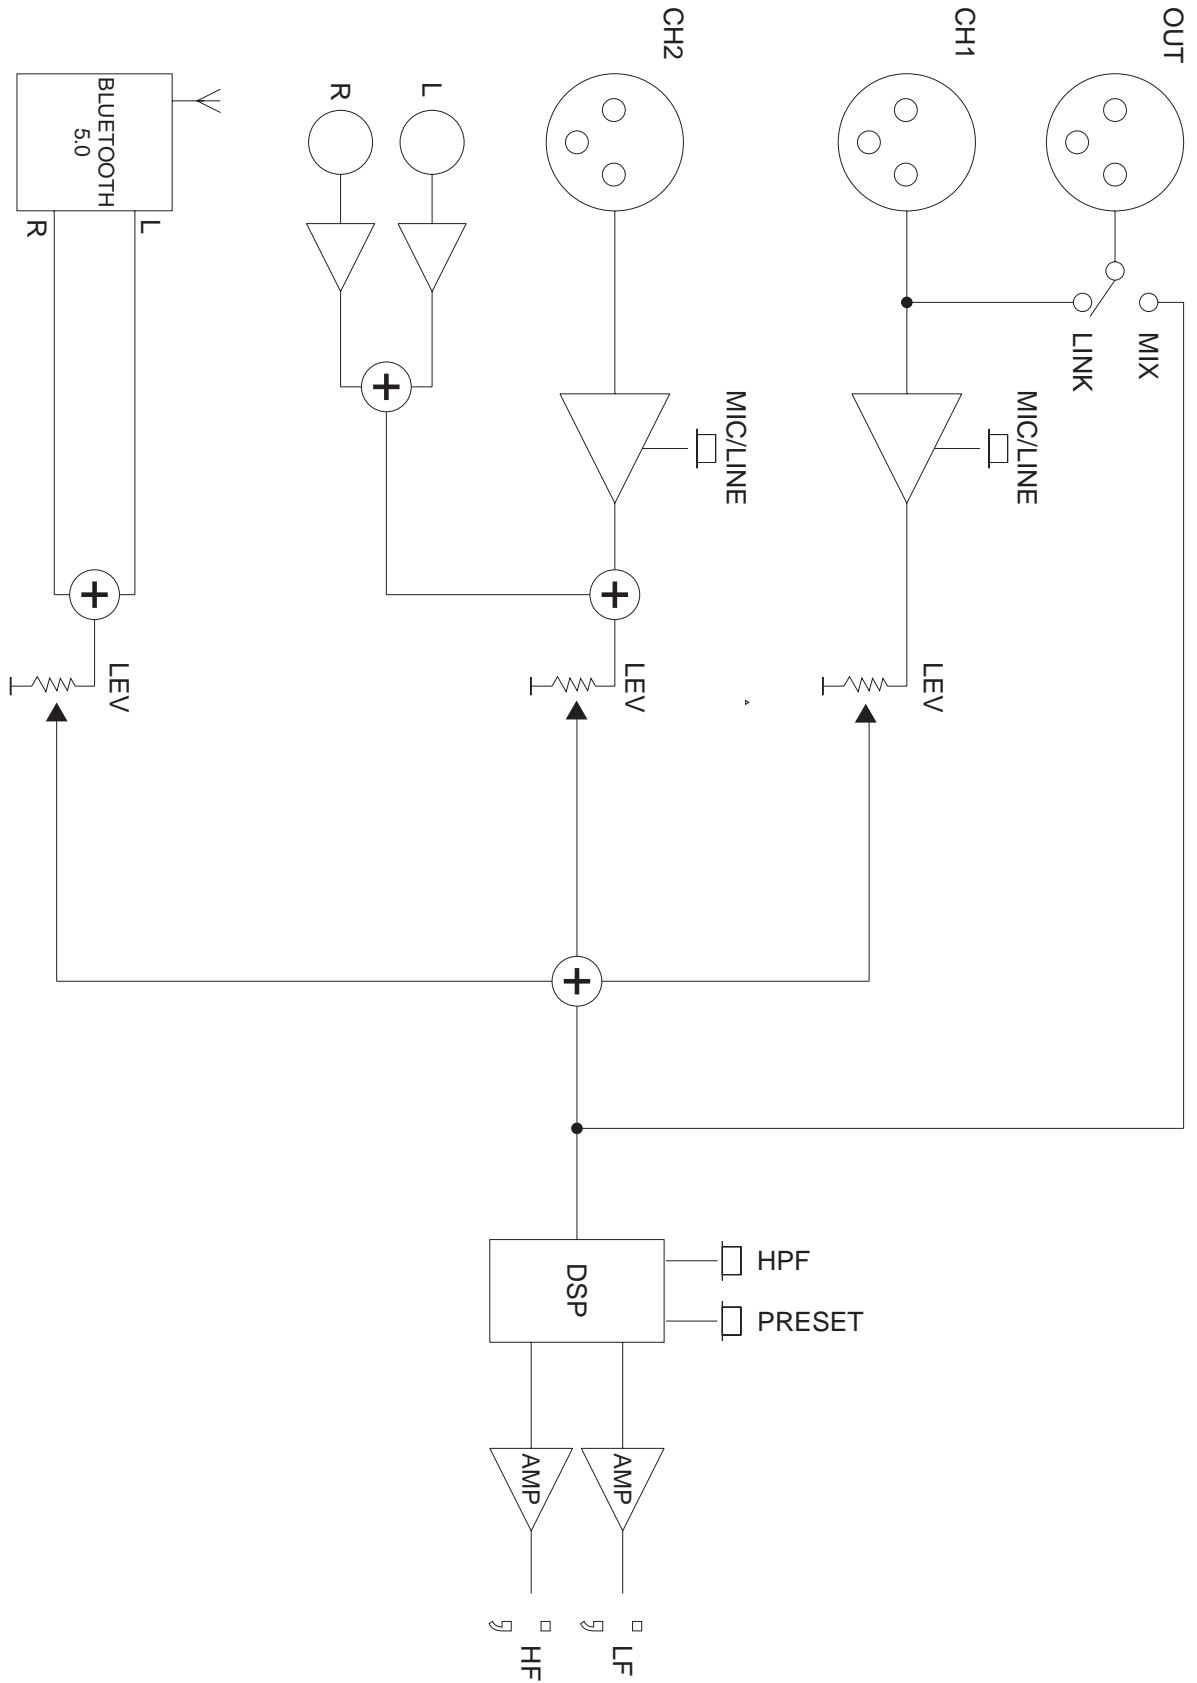 OUT
CH1
CH2
L
R
BLUETOOTH
5.0
L
R
MIX
LINK
MIC/LINE
MIC/LINE
LEV
LEV
LEV
HPF
PRESET
DSP
AMP
AMP
LF
HF